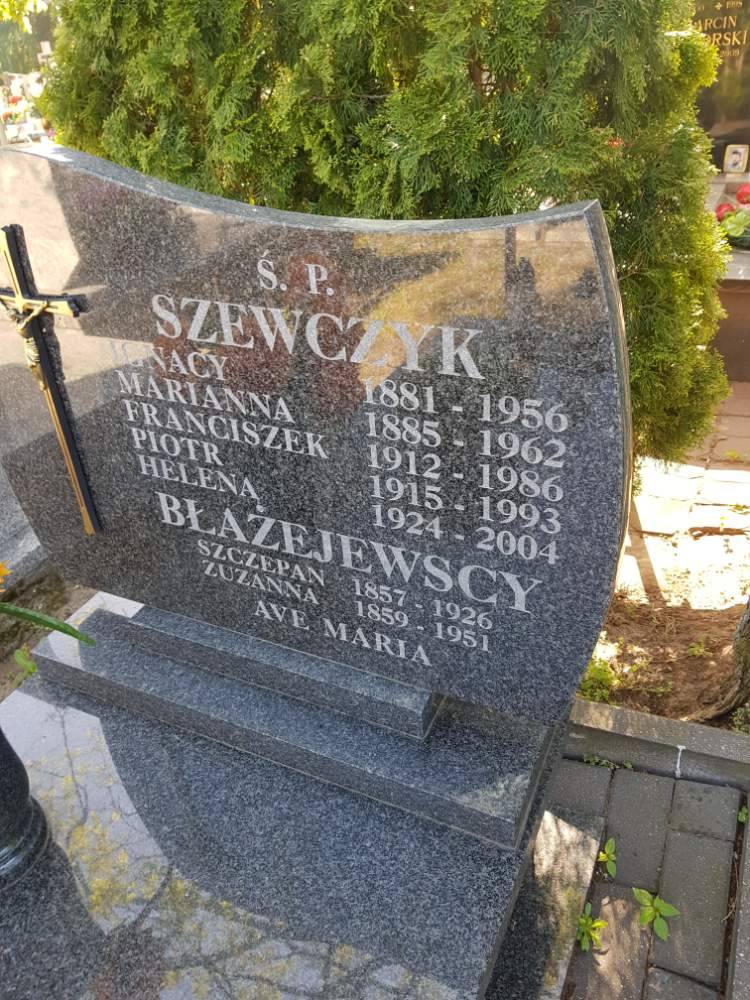 Ś. P.
SZEWCZYK
IGNACY 1881 - 1956
MARIANNA 1885 - 1962
FRANCISZEK 1912 - 1986
PIOTR 1915 - 1993
HELENA 1924 - 2004
BŁAŻEJEWSCY
SZCZEPAN 1857 - 1926
ZUZANNA 1859 - 1951
AVE MARIA